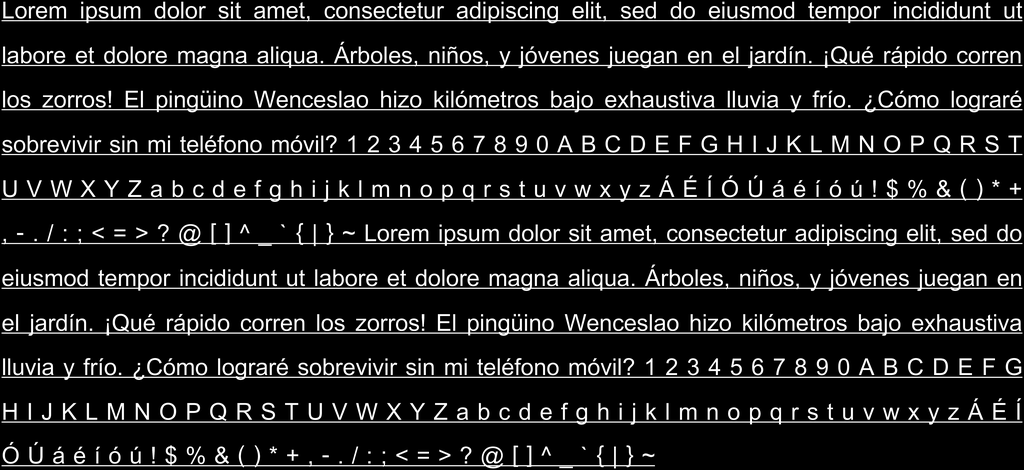 Lorem ipsum dolor sit amet, consectetur adipiscing elit, sed do eiusmod tempor incididunt ut
labore et dolore magna aliqua. Árboles, niños, y jóvenes juegan en el jardín. ¡Qué rápido corren
los zorros! El pingüino Wenceslao hizo kilómetros bajo exhaustiva lluvia y frío. ¿Cómo lograré
sobrevivir sin mi teléfono móvil? 1 2 3 4 5 6 7 8 9 0 A B C D E F G H I J K L M N O P Q R S T
U V W X Y Z a b c d e f g h i j k l m n o p q r s t u v w x y z Á É Í Ó Ú á é í ó ú ! $ % & ( ) * +
, - . / : ; < = > ? @ [ ] ^ _ ` { | } ~ Lorem ipsum dolor sit amet, consectetur adipiscing elit, sed do
eiusmod tempor incididunt ut labore et dolore magna aliqua. Árboles, niños, y jóvenes juegan en
el jardín. ¡Qué rápido corren los zorros! El pingüino Wenceslao hizo kilómetros bajo exhaustiva
lluvia y frío. ¿Cómo lograré sobrevivir sin mi teléfono móvil? 1 2 3 4 5 6 7 8 9 0 A B C D E F G
H I J K L M N O P Q R S T U V W X Y Z a b c d e f g h i j k l m n o p q r s t u v w x y z Á É Í
Ó Ú á é í ó ú ! $ % & ( ) * + , - . / : ; < = > ? @ [ ] ^ _ ` { | } ~